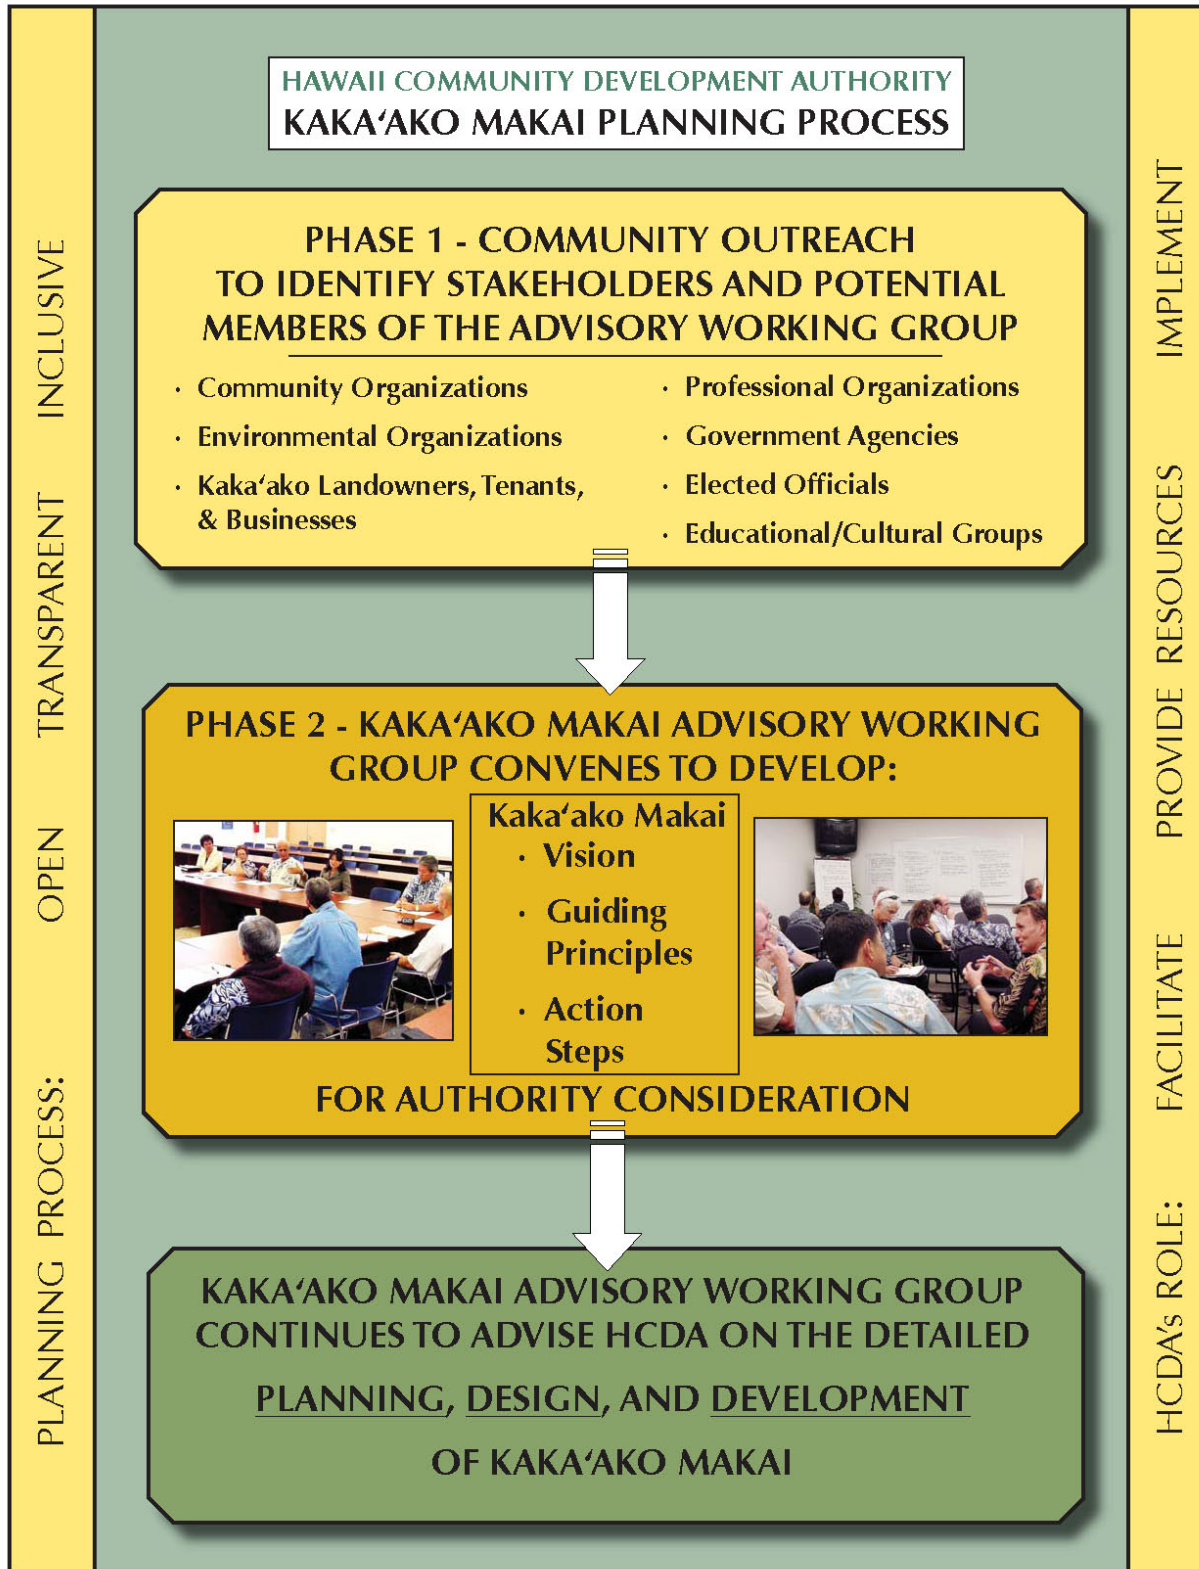 HAWAII COMMUNITY DEVELOPMENT AUTHORITY
KAKA‘AKO MAKAI PLANNING PROCESS
PHASE 1 - COMMUNITY OUTREACH
TO IDENTIFY STAKEHOLDERS AND POTENTIAL
MEMBERS OF THE ADVISORY WORKING GROUP
· Community Organizations
· Environmental Organizations
· Kaka‘ako Landowners, Tenants,
& Businesses
· Professional Organizations
· Government Agencies
· Elected Officials
· Educational/Cultural Groups
PHASE 2 - KAKA‘AKO MAKAI ADVISORY WORKING
GROUP CONVENES TO DEVELOP:
Kaka‘ako Makai
· Vision
· Guiding
Principles
· Action
Steps
FOR AUTHORITY CONSIDERATION
KAKA‘AKO MAKAI ADVISORY WORKING GROUP
CONTINUES TO ADVISE HCDA ON THE DETAILED
PLANNING, DESIGN, AND DEVELOPMENT
OF KAKA‘AKO MAKAI
PLANNING PROCESS: OPEN TRANSPARENT INCLUSIVE
HCDA's ROLE: FACILITATE PROVIDE RESOURCES IMPLEMENT